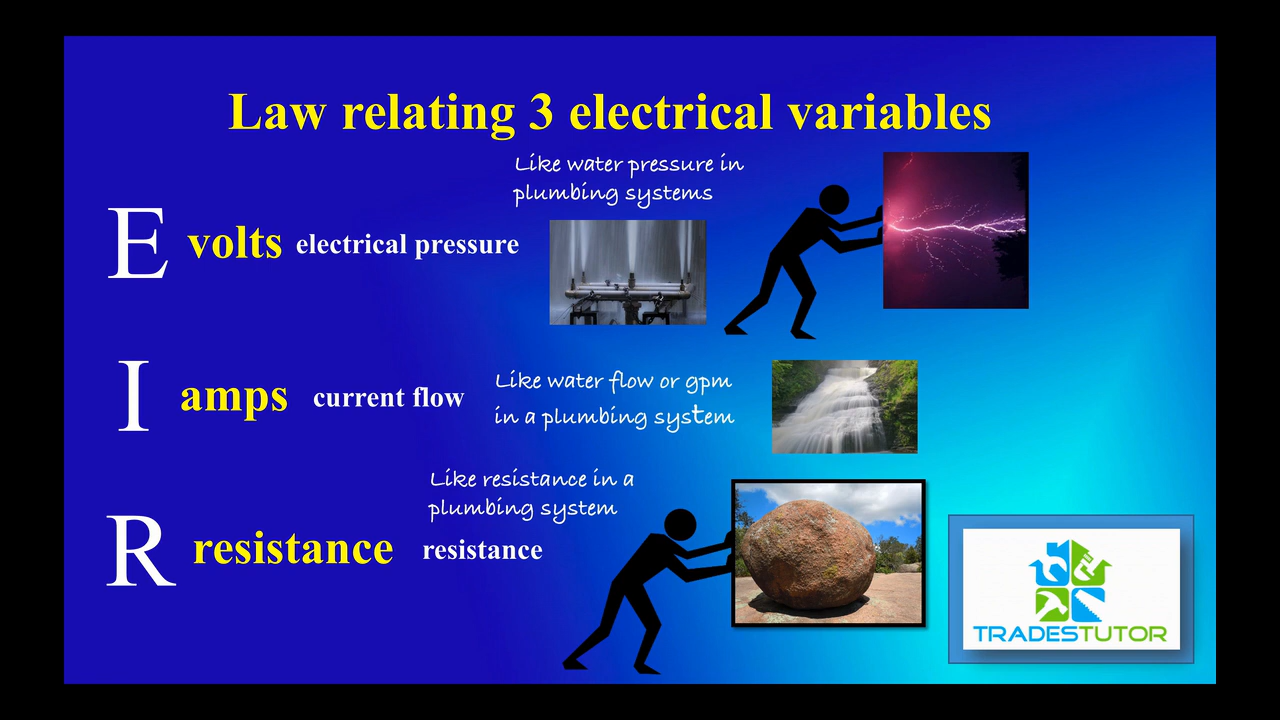 Law relating 3 electrical variables
Like water pressure in
plumbing systems
E volts electrical pressure
I amps current flow
Like water flow or gpm
in a plumbing system
Like resistance in a
plumbing system
R resistance resistance
TRADESTUTOR